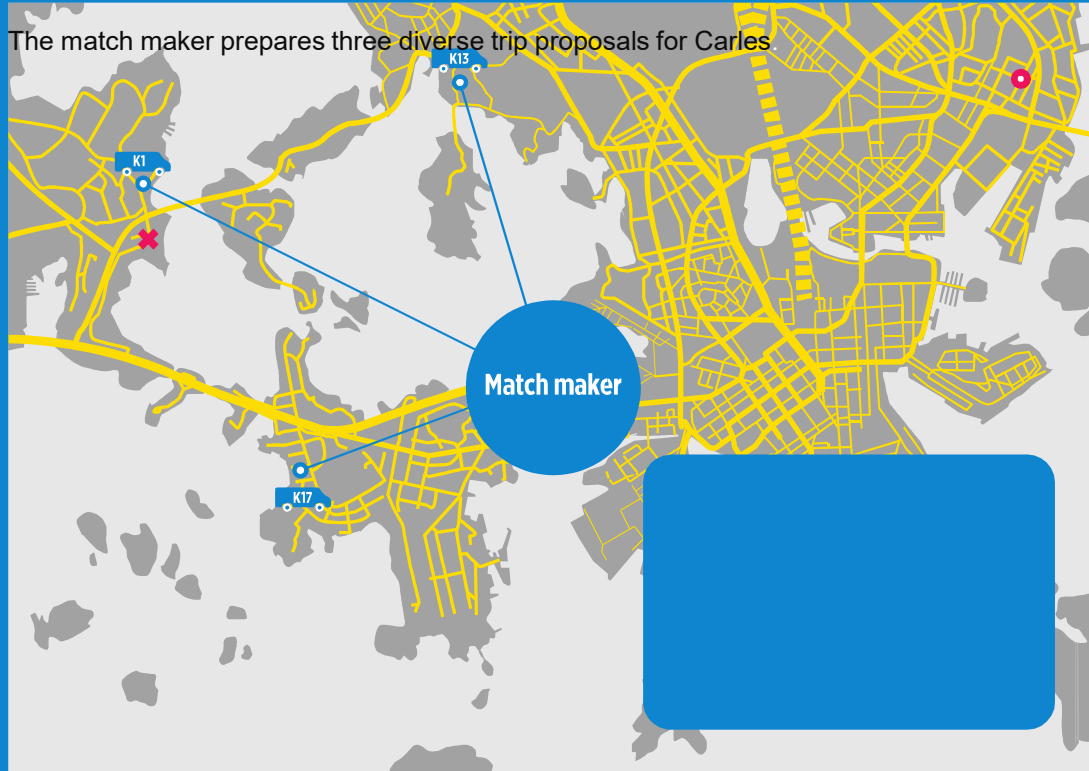 The match maker prepares three diverse trip proposals for Carles.
K13
K1
Match maker
K17